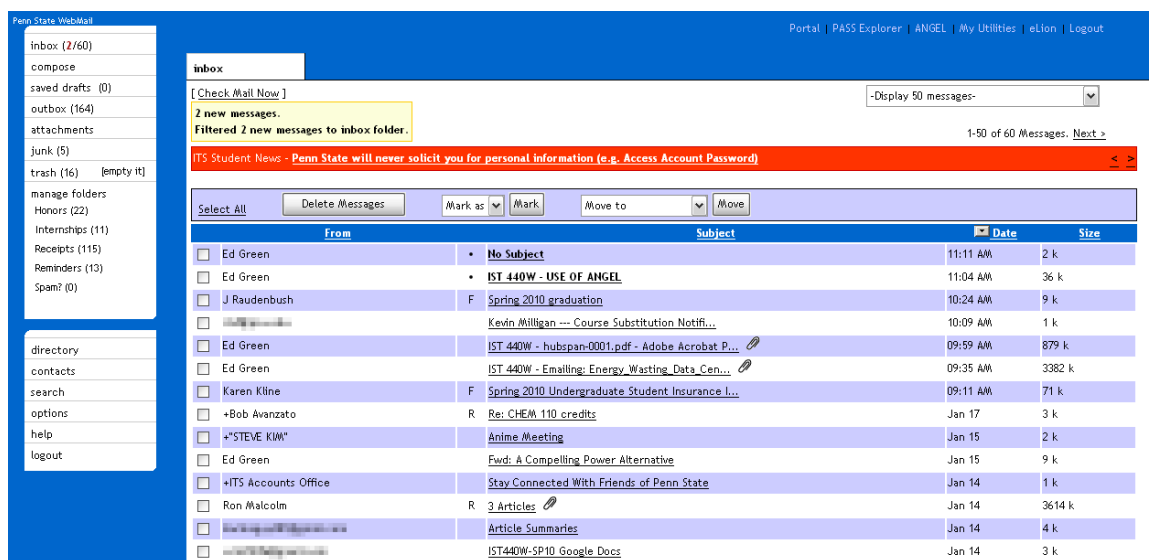 Penn State WebMail
Portal | PASS Explorer | ANGEL | My Utilities | eLion | Logout
inbox (2/60)
compose
saved drafts (0)
outbox (164)
attachments
junk (5)
trash (16) [empty it]
manage folders
Honors (22)
Internships (11)
Receipts (115)
Reminders (13)
Spam? (0)
directory
contacts
search
options
help
logout
inbox
[ Check Mail Now ]
-Display 50 messages-
2 new messages.
Filtered 2 new messages to inbox folder.
1-50 of 60 Messages. Next >
ITS Student News - Penn State will never solicit you for personal information (e.g. Access Account Password) < >
Select All Delete Messages Mark as Mark Move to Move
From Subject Date Size
Ed Green • No Subject 11:11 AM 2 k
Ed Green • IST 440W - USE OF ANGEL 11:04 AM 36 k
J Raudenbush F Spring 2010 graduation 10:24 AM 9 k
Kevin Milligan --- Course Substitution Notifi... 10:09 AM 1 k
Ed Green IST 440W - hubspan-0001.pdf - Adobe Acrobat P... 09:59 AM 879 k
Ed Green IST 440W - Emailing: Energy_Wasting_Data_Cen... 09:35 AM 3382 k
Karen Kline F Spring 2010 Undergraduate Student Insurance I... 09:11 AM 71 k
+Bob Avanzato R Re: CHEM 110 credits Jan 17 3 k
+"STEVE KIM" Anime Meeting Jan 15 2 k
Ed Green Fwd: A Compelling Power Alternative Jan 15 9 k
+ITS Accounts Office Stay Connected With Friends of Penn State Jan 14 1 k
Ron Malcolm R 3 Articles Jan 14 3614 k
Article Summaries Jan 14 4 k
IST440W-SP10 Google Docs Jan 14 3 k